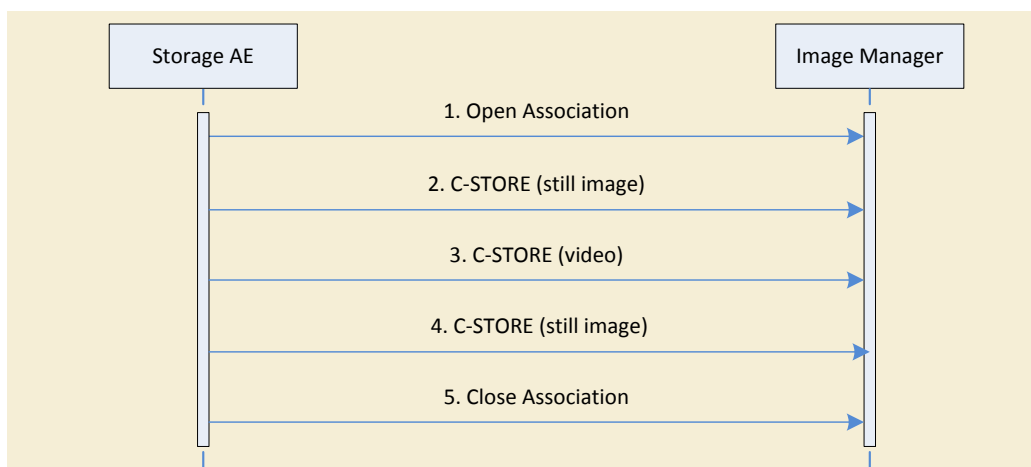 Storage AE
Image Manager
1. Open Association
2. C-STORE (still image)
3. C-STORE (video)
4. C-STORE (still image)
5. Close Association